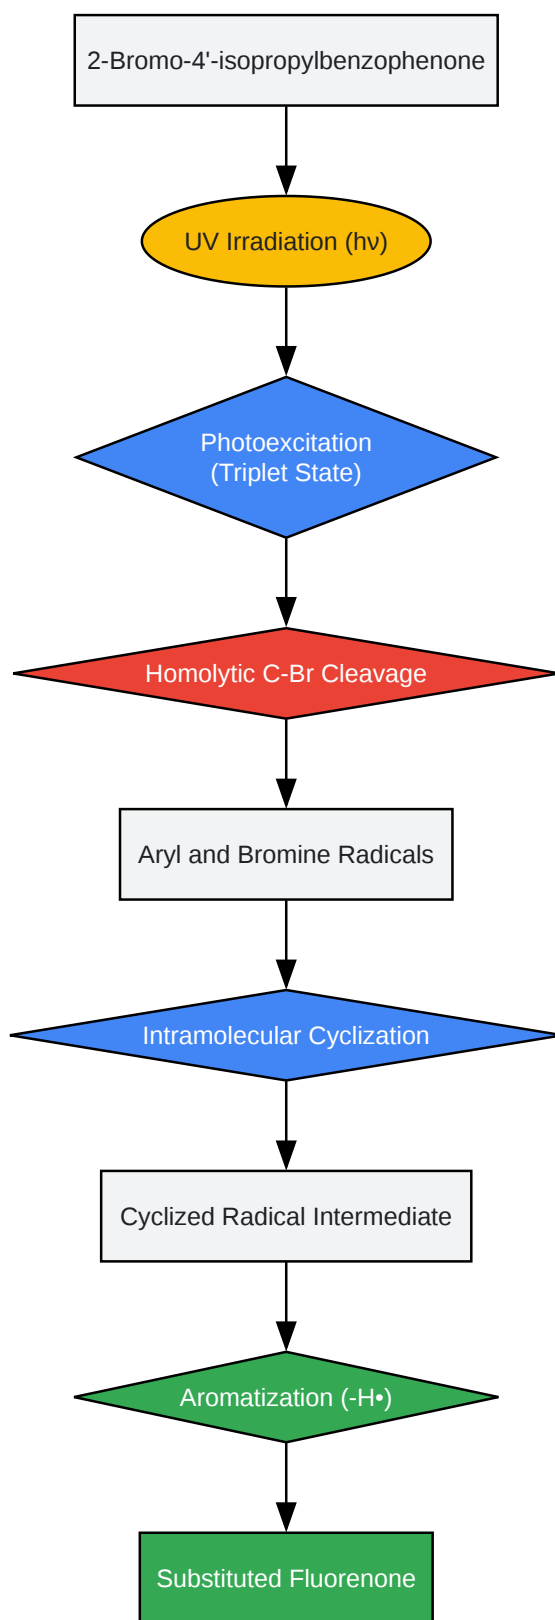 2-Bromo-4'-isopropylbenzophenone
UV Irradiation (hν)
Photoexcitation
(Triplet State)
Homolytic C-Br Cleavage
Aryl and Bromine Radicals
Intramolecular Cyclization
Cyclized Radical Intermediate
Aromatization (-H•)
Substituted Fluorenone